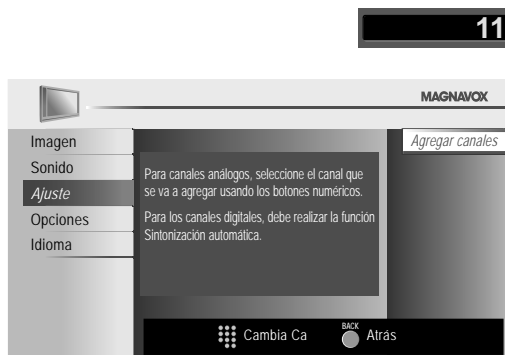 11
MAGNAVOX
Agregar canales
Imagen
Sonido
Ajuste
Opciones
Idioma
Para canales análogos, seleccione el canal que
se va a agregar usando los botones numéricos.
Para los canales digitales, debe realizar la función
Sintonización automática.
Cambia Ca
BACK
Atrás